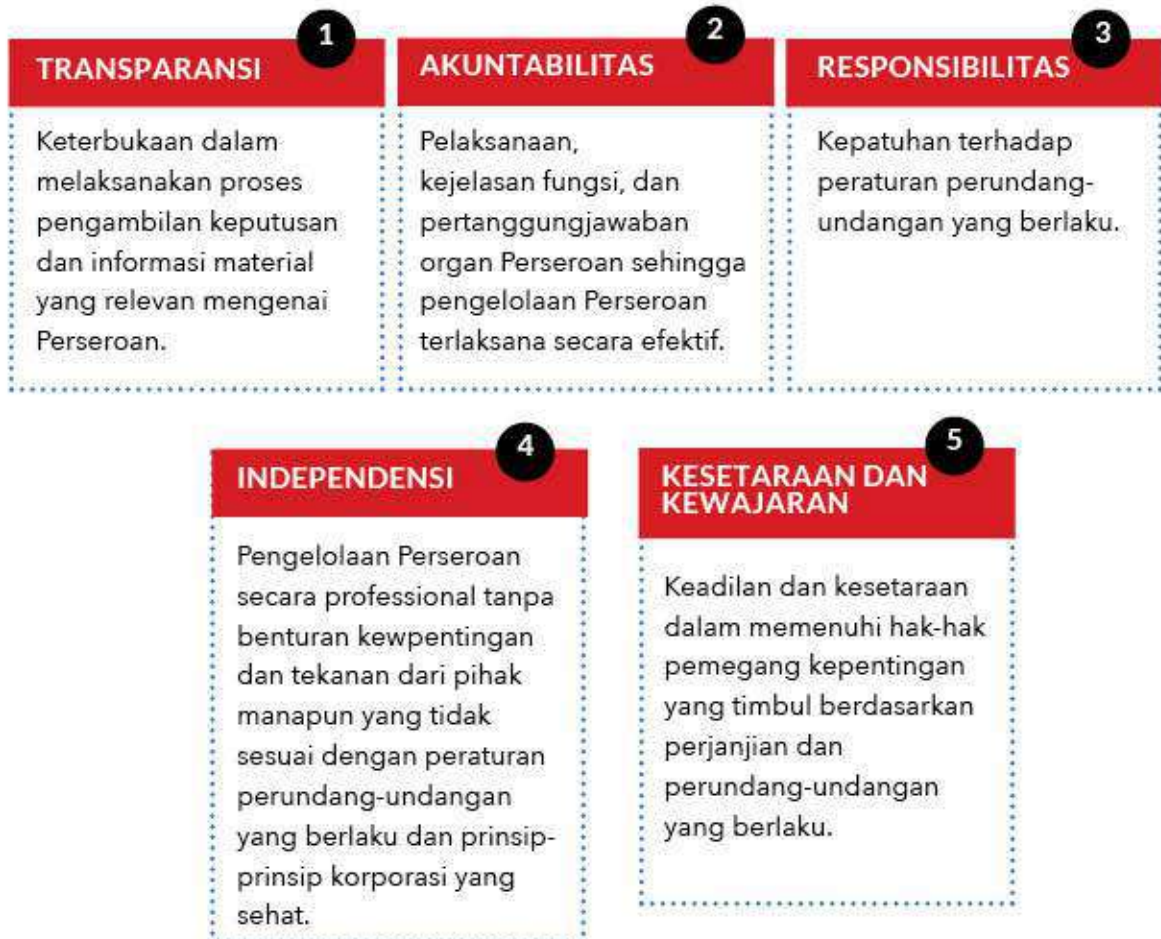 1
TRANSPARANSI
Keterbukaan dalam
melaksanakan proses
pengambilan keputusan
dan informasi material
yang relevan mengenai
Perseroan.
2
AKUNTABILITAS
Pelaksanaan,
kejelasan fungsi, dan
pertanggungjawaban
organ Perseroan sehingga
pengelolaan Perseroan
terlaksana secara efektif.
3
RESPONSIBILITAS
Kepatuhan terhadap
peraturan perundang-
undangan yang berlaku.
4
INDEPENDENSI
Pengelolaan Perseroan
secara professional tanpa
benturan kewpentingan
dan tekanan dari pihak
manapun yang tidak
sesuai dengan peraturan
perundang-undangan
yang berlaku dan prinsip-
prinsip korporasi yang
sehat.
5
KESETARAAN DAN
KEWAJARAN
Keadilan dan kesetaraan
dalam memenuhi hak-hak
pemegang kepentingan
yang timbul berdasarkan
perjanjian dan
perundang-undangan
yang berlaku.